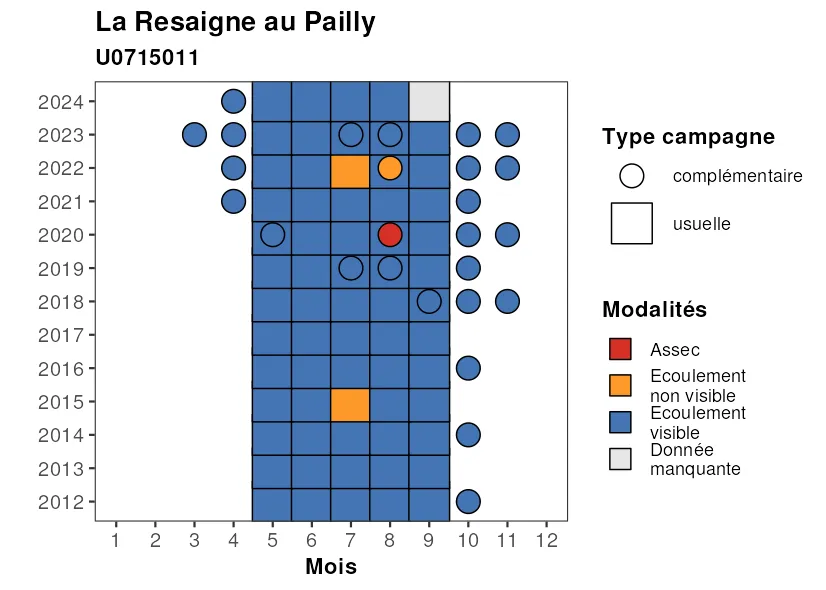 La Resaigne au Pailly
U0715011
2024
2023
2022
2021
2020
2019
2018
2017
2016
2015
2014
2013
2012
1 2 3 4 5 6 7 8 9 10 11 12
Mois
Type campagne
complémentaire
usuelle
Modalités
Assec
Ecoulement
non visible
Ecoulement
visible
Donnée
manquante